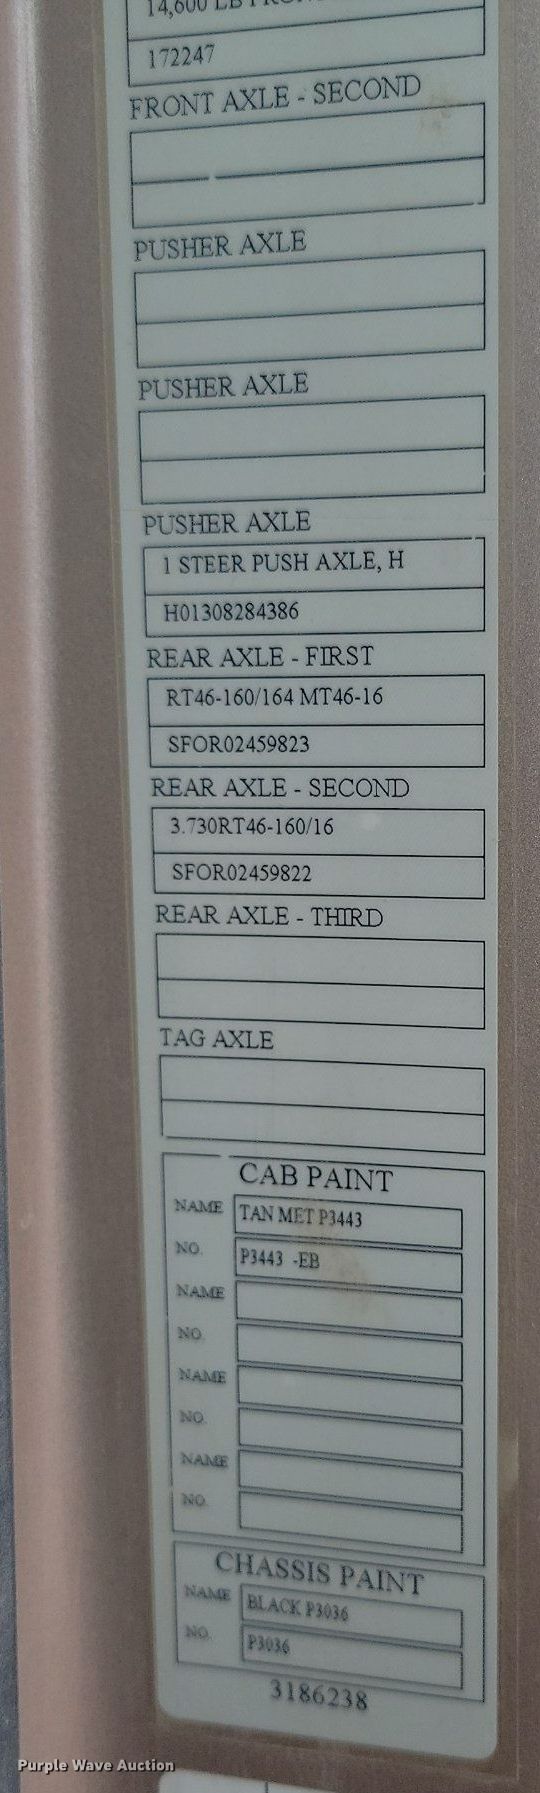 14,600 LB
172247
FRONT AXLE - SECOND
PUSHER AXLE
PUSHER AXLE
PUSHER AXLE
1 STEER PUSH AXLE, H
H01308284386
REAR AXLE - FIRST
RT46-160/164 MT46-16
SFOR02459823
REAR AXLE - SECOND
3.730RT46-160/16
SFOR02459822
REAR AXLE - THIRD
TAG AXLE
CAB PAINT
NAME TAN MET P3443
NO. P3443 -EB
NAME
NO.
NAME
NO.
NAME
NO.
CHASSIS PAINT
NAME BLACK P3036
NO. P3036
3186238
Purple Wave Auction